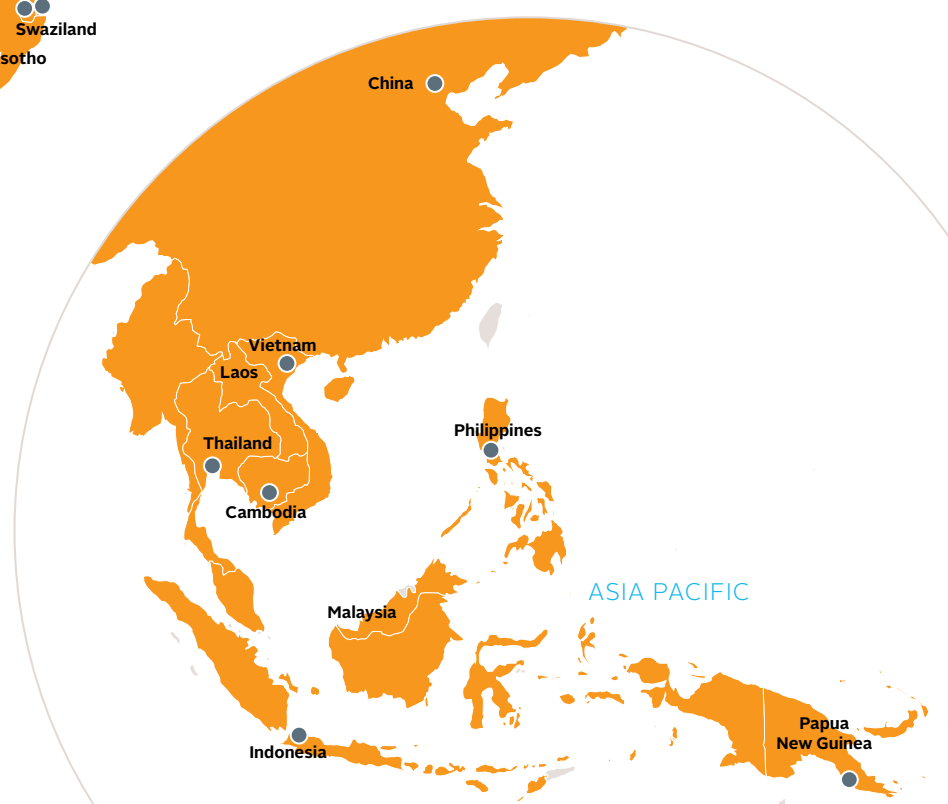 Swaziland
sotho
China
Vietnam
Laos
Philippines
Thailand
Cambodia
ASIA PACIFIC
Malaysia
Papua
New Guinea
Indonesia